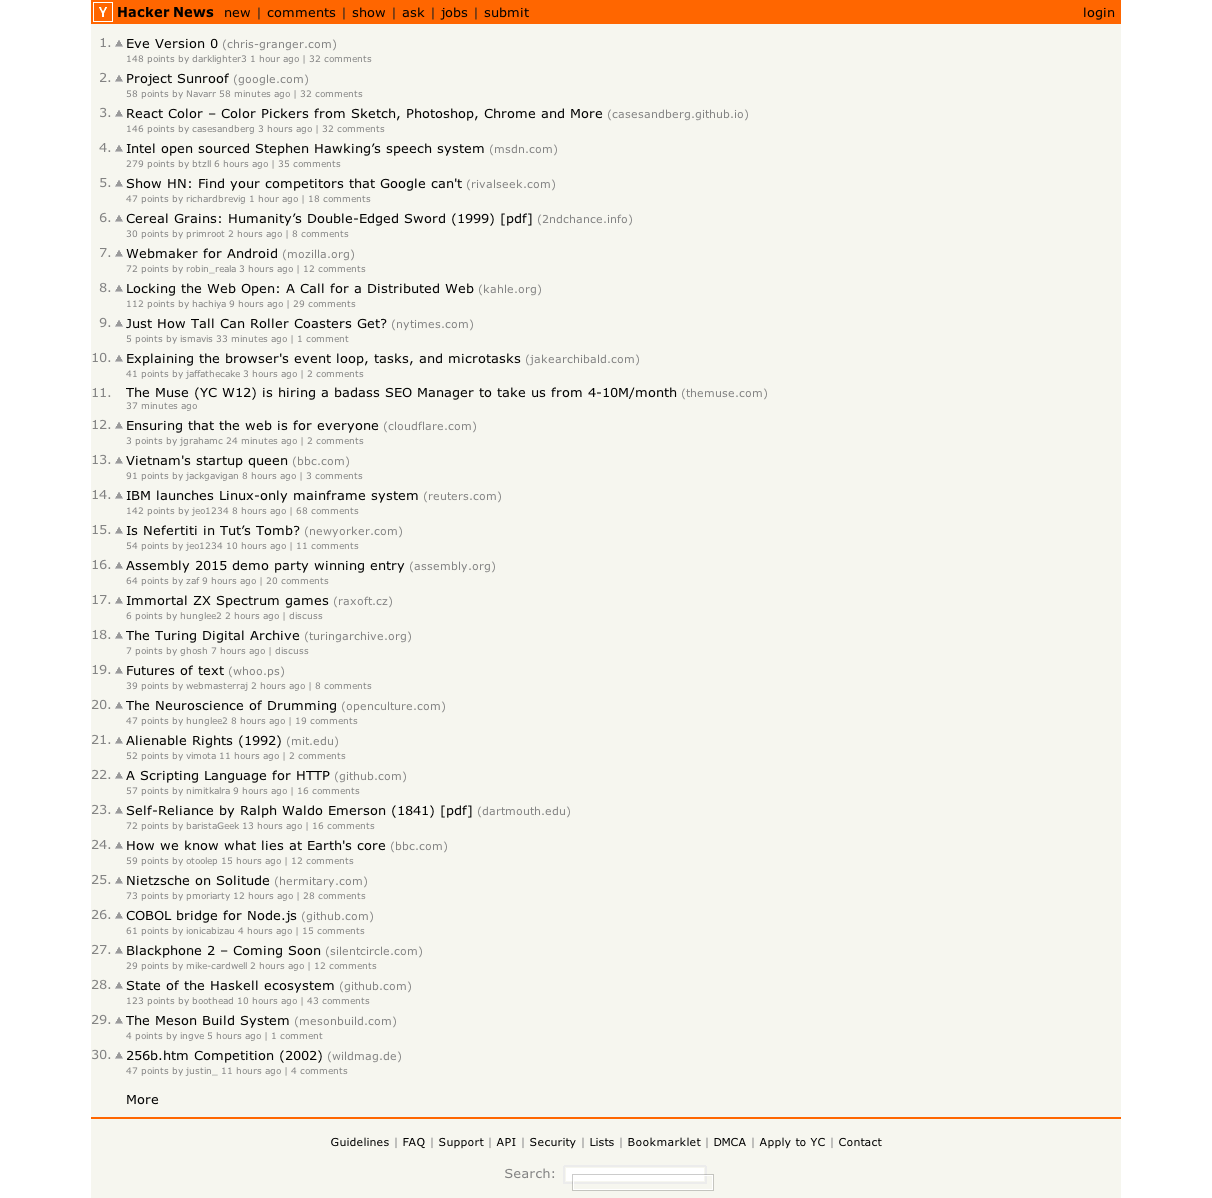 Y Hacker News new | comments | show | ask | jobs | submit login
1. Eve Version 0 (chris-granger.com)
148 points by darklighter3 1 hour ago | 32 comments
2. Project Sunroof (google.com)
58 points by Navarr 58 minutes ago | 32 comments
3. React Color – Color Pickers from Sketch, Photoshop, Chrome and More (casesandberg.github.io)
146 points by casesandberg 3 hours ago | 32 comments
4. Intel open sourced Stephen Hawking’s speech system (msdn.com)
279 points by btzll 6 hours ago | 35 comments
5. Show HN: Find your competitors that Google can't (rivalseek.com)
47 points by richardbrevig 1 hour ago | 18 comments
6. Cereal Grains: Humanity’s Double-Edged Sword (1999) [pdf] (2ndchance.info)
30 points by primroot 2 hours ago | 8 comments
7. Webmaker for Android (mozilla.org)
72 points by robin_reala 3 hours ago | 12 comments
8. Locking the Web Open: A Call for a Distributed Web (kahle.org)
112 points by hachiya 9 hours ago | 29 comments
9. Just How Tall Can Roller Coasters Get? (nytimes.com)
5 points by ismavis 33 minutes ago | 1 comment
10. Explaining the browser's event loop, tasks, and microtasks (jakearchibald.com)
41 points by jaffathecake 3 hours ago | 2 comments
11. The Muse (YC W12) is hiring a badass SEO Manager to take us from 4-10M/month (themuse.com)
37 minutes ago
12. Ensuring that the web is for everyone (cloudflare.com)
3 points by jgrahamc 24 minutes ago | 2 comments
13. Vietnam's startup queen (bbc.com)
91 points by jackgavigan 8 hours ago | 3 comments
14. IBM launches Linux-only mainframe system (reuters.com)
142 points by jeo1234 8 hours ago | 68 comments
15. Is Nefertiti in Tut’s Tomb? (newyorker.com)
54 points by jeo1234 10 hours ago | 11 comments
16. Assembly 2015 demo party winning entry (assembly.org)
64 points by zaf 9 hours ago | 20 comments
17. Immortal ZX Spectrum games (raxoft.cz)
6 points by hunglee2 2 hours ago | discuss
18. The Turing Digital Archive (turingarchive.org)
7 points by ghosh 7 hours ago | discuss
19. Futures of text (whoo.ps)
39 points by webmasterraj 2 hours ago | 8 comments
20. The Neuroscience of Drumming (openculture.com)
47 points by hunglee2 8 hours ago | 19 comments
21. Alienable Rights (1992) (mit.edu)
52 points by vimota 11 hours ago | 2 comments
22. A Scripting Language for HTTP (github.com)
57 points by nimitkalra 9 hours ago | 16 comments
23. Self-Reliance by Ralph Waldo Emerson (1841) [pdf] (dartmouth.edu)
72 points by baristaGeek 13 hours ago | 16 comments
24. How we know what lies at Earth's core (bbc.com)
59 points by otoolep 15 hours ago | 12 comments
25. Nietzsche on Solitude (hermitary.com)
73 points by pmoriarty 12 hours ago | 28 comments
26. COBOL bridge for Node.js (github.com)
61 points by ionicabizau 4 hours ago | 15 comments
27. Blackphone 2 – Coming Soon (silentcircle.com)
29 points by mike-cardwell 2 hours ago | 12 comments
28. State of the Haskell ecosystem (github.com)
123 points by boothead 10 hours ago | 43 comments
29. The Meson Build System (mesonbuild.com)
4 points by ingve 5 hours ago | 1 comment
30. 256b.htm Competition (2002) (wildmag.de)
47 points by justin_ 11 hours ago | 4 comments
More
Guidelines | FAQ | Support | API | Security | Lists | Bookmarklet | DMCA | Apply to YC | Contact
Search: